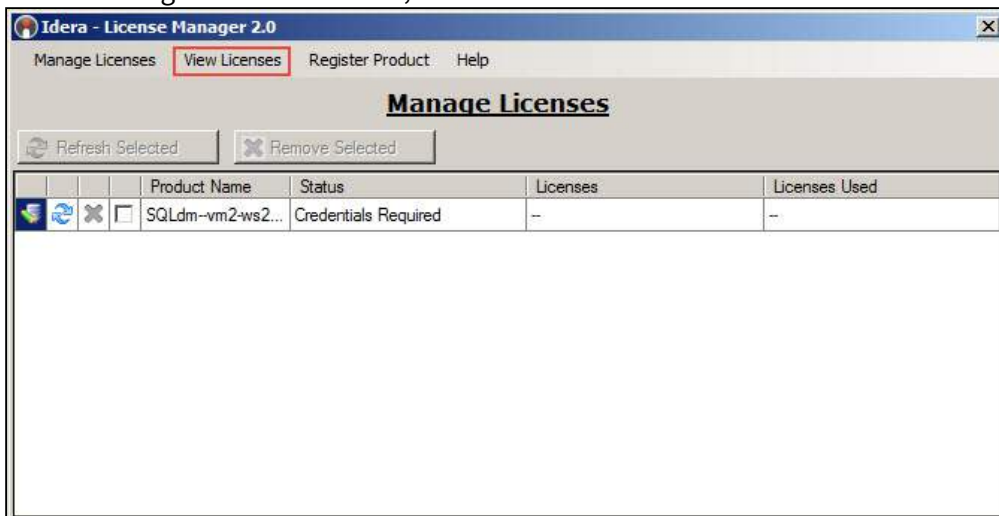 Idera - License Manager 2.0
Manage Licenses View Licenses Register Product Help
Manage Licenses
Refresh Selected Remove Selected
Product Name Status Licenses Licenses Used
SQLdm--vm2-ws2... Credentials Required -- --